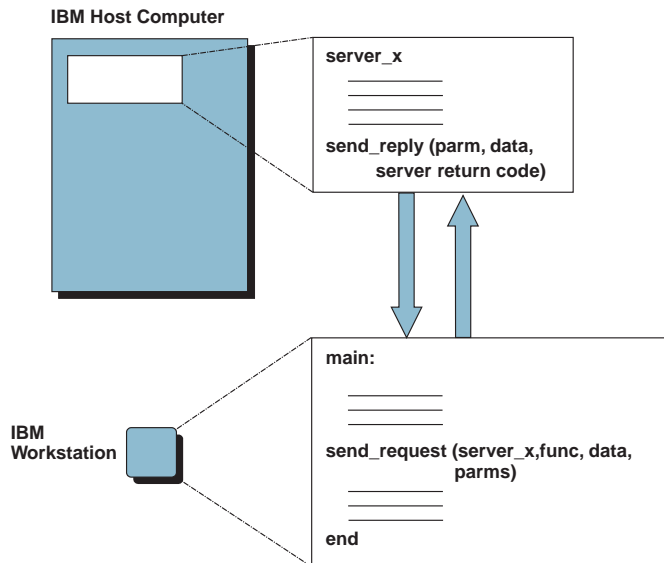 IBM Host Computer
server_x
send_reply (parm, data,
server return code)
main:
IBM
Workstation
send_request (server_x,func, data,
parms)
end